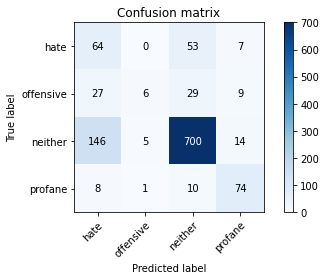 Confusion matrix
True label
hate 64 0 53 7
offensive 27 6 29 9
neither 146 5 700 14
profane 8 1 10 74
hate offensive neither profane
Predicted label
700
600
500
400
300
200
100
0